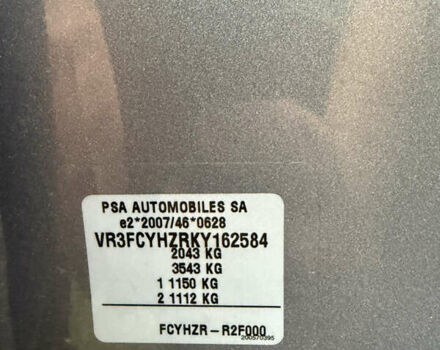 PSA AUTOMOBILES SA
e2*2007/46*0628
VR3FCYHZRKY162584
2043 KG
3543 KG
1 1150 KG
2 1112 KG
FCYHZR - R2F000
200570395